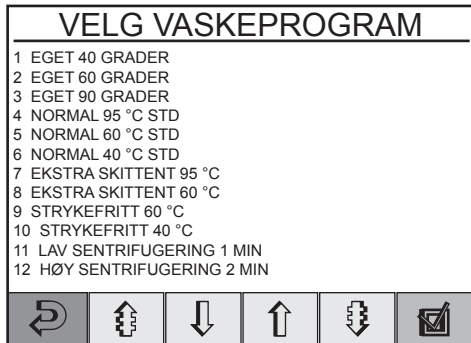 VELG VASKEPROGRAM
1 EGET 40 GRADER
2 EGET 60 GRADER
3 EGET 90 GRADER
4 NORMAL 95 °C STD
5 NORMAL 60 °C STD
6 NORMAL 40 °C STD
7 EKSTRA SKITTENT 95 °C
8 EKSTRA SKITTENT 60 °C
9 STRYKEFRITT 60 °C
10 STRYKEFRITT 40 °C
11 LAV SENTRIFUGERING 1 MIN
12 HØY SENTRIFUGERING 2 MIN